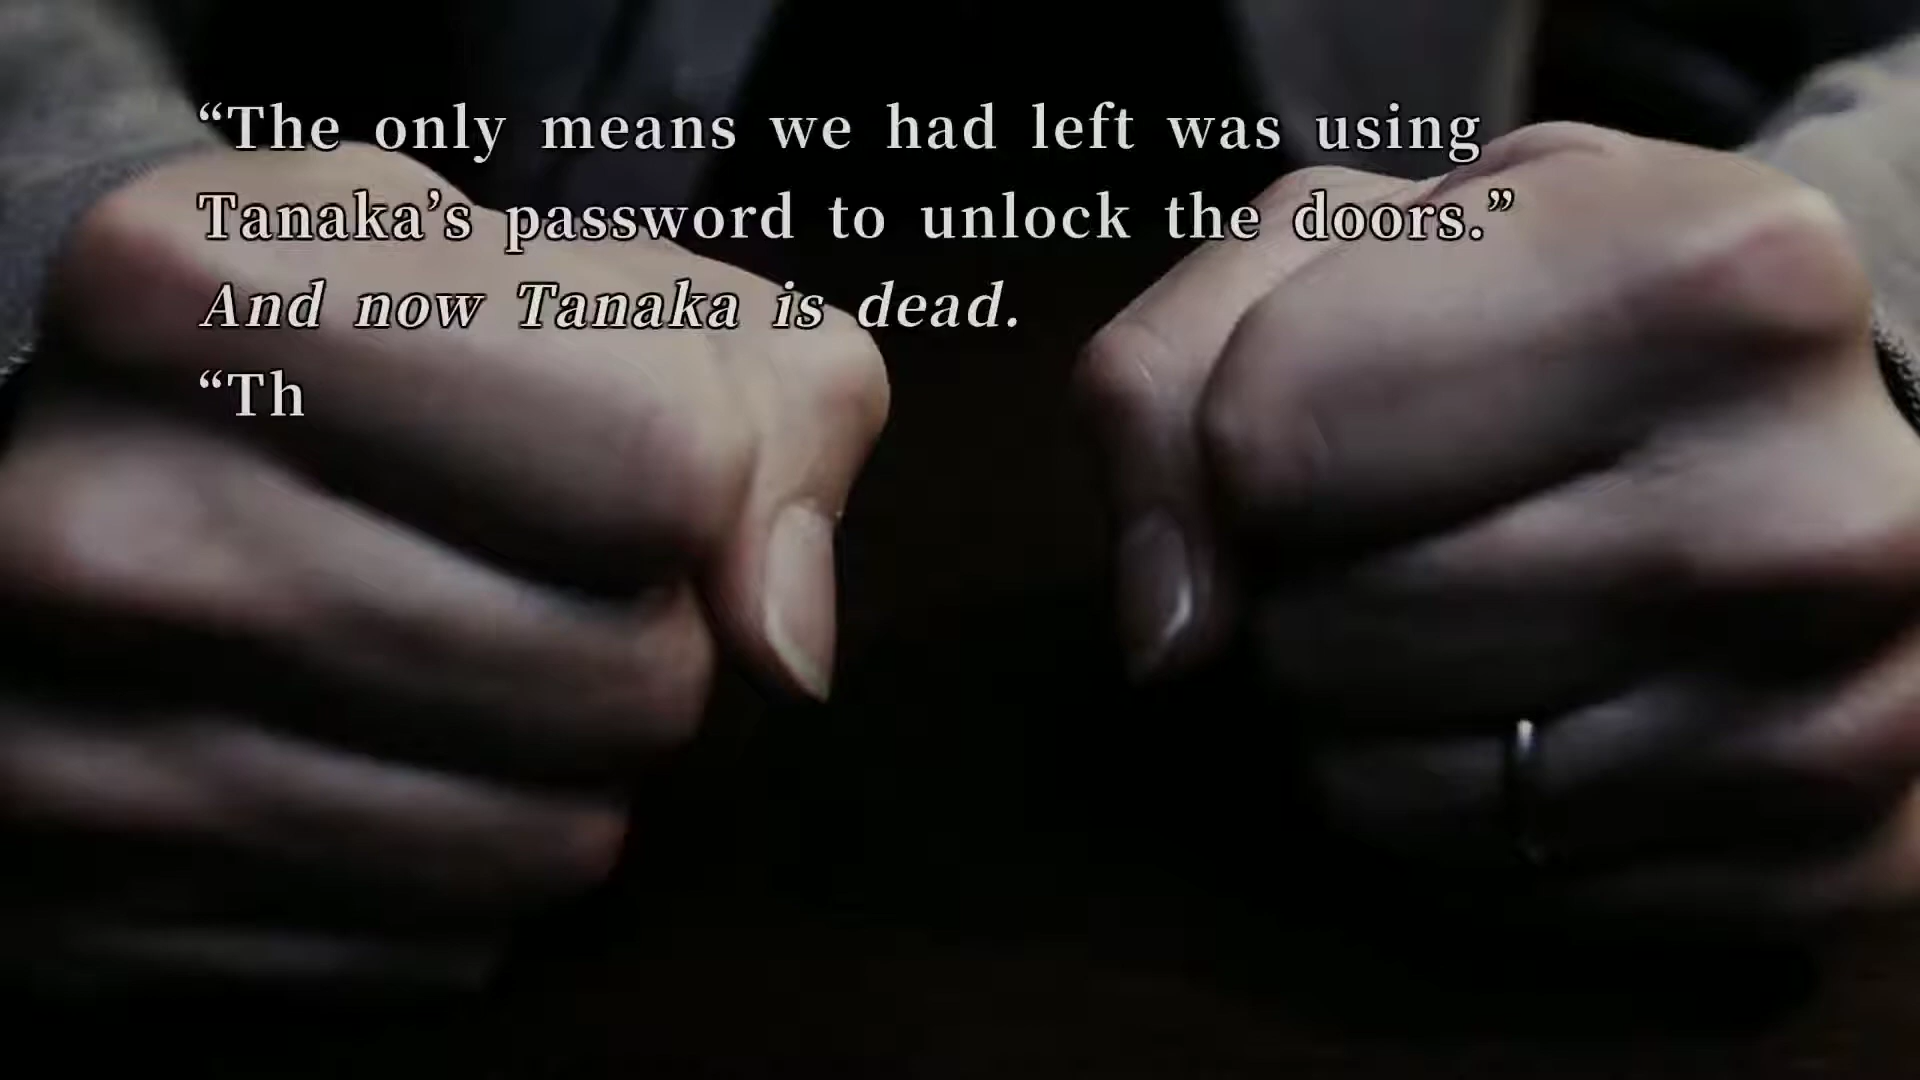 “The only means we had left was using
Tanaka’s password to unlock the doors.”
And now Tanaka is dead.
“Th